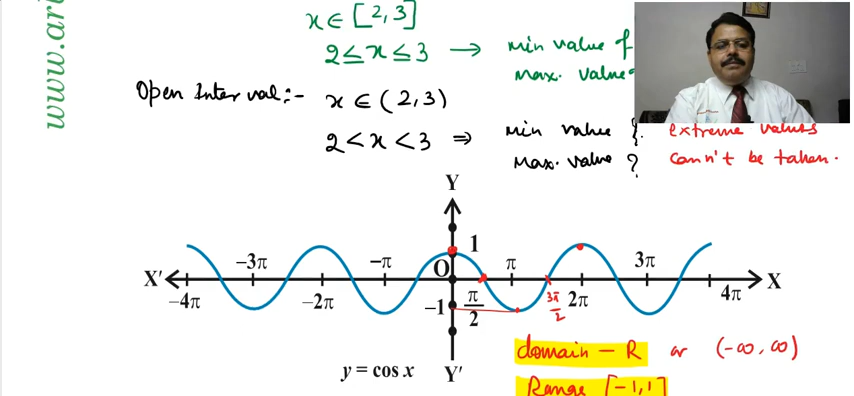 www.ar
x ∈ [2,3]
2 ≤ x ≤ 3 → min value of
max. value
Open Interval:- x ∈ (2,3)
2 < x < 3 ⇒ min value } extreme values
max. value ? cann't be taken.
Y
1
-3π -π O π 3π
X' X
-4π -2π -1 π/2 3π/2 2π 4π
y = cos x Y'
domain - R or (-∞, ∞)
Range [-1,1]